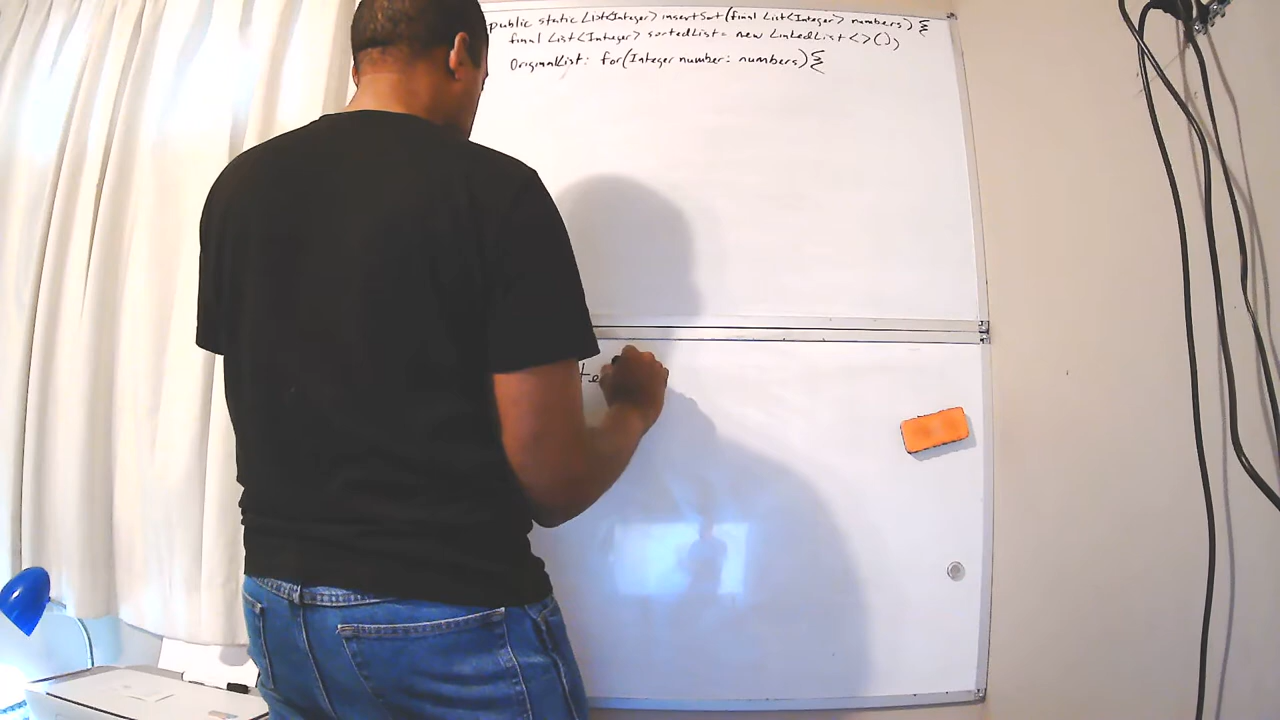 public static List<Integer> insertSort(final List<Integer> numbers) {
final List<Integer> sortedList = new LinkedList<>();
OriginalList: for(Integer number: numbers){
te